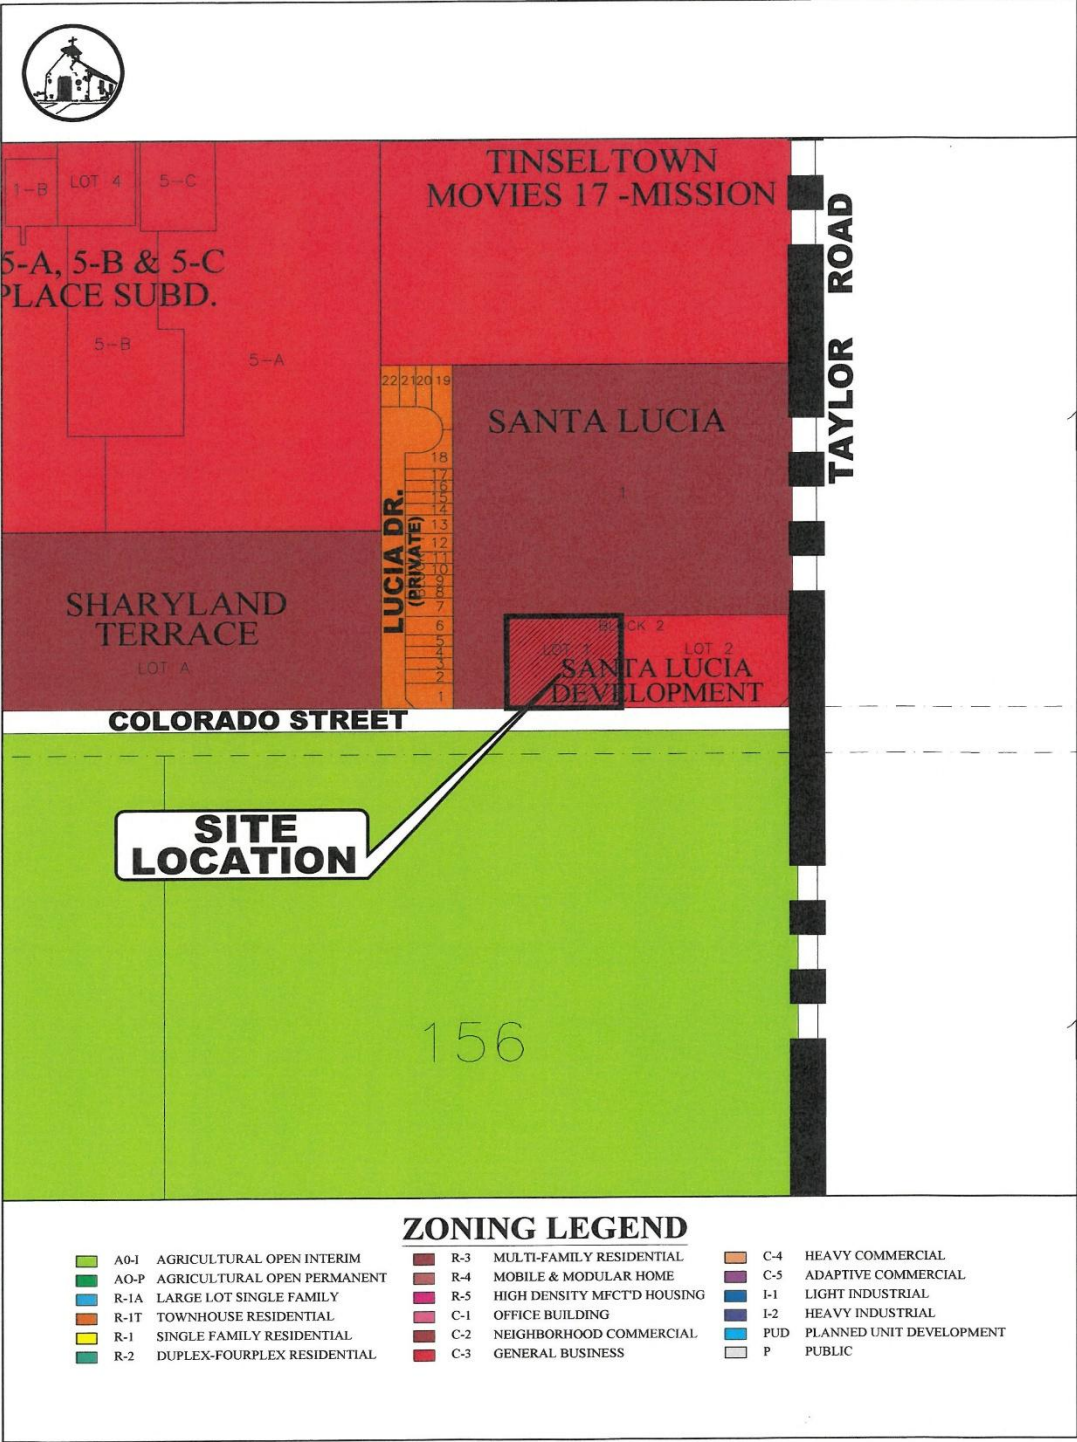 TINSELTOWN
MOVIES 17 -MISSION
1-B
LOT 4
5-C
5-A, 5-B & 5-C
PLACE SUBD.
5-B
5-A
TAYLOR ROAD
22 21 20 19
SANTA LUCIA
1
18
17
16
15
14
13
12
11
10
9
8
7
6
5
4
3
2
1
LUCIA DR.
(PRIVATE)
SHARYLAND
TERRACE
LOT A
BLOCK 2
LOT 1
LOT 2
SANTA LUCIA
DEVELOPMENT
COLORADO STREET
SITE
LOCATION
156
ZONING LEGEND
A0-I AGRICULTURAL OPEN INTERIM
AO-P AGRICULTURAL OPEN PERMANENT
R-1A LARGE LOT SINGLE FAMILY
R-1T TOWNHOUSE RESIDENTIAL
R-1 SINGLE FAMILY RESIDENTIAL
R-2 DUPLEX-FOURPLEX RESIDENTIAL
R-3 MULTI-FAMILY RESIDENTIAL
R-4 MOBILE & MODULAR HOME
R-5 HIGH DENSITY MFCT'D HOUSING
C-1 OFFICE BUILDING
C-2 NEIGHBORHOOD COMMERCIAL
C-3 GENERAL BUSINESS
C-4 HEAVY COMMERCIAL
C-5 ADAPTIVE COMMERCIAL
I-1 LIGHT INDUSTRIAL
I-2 HEAVY INDUSTRIAL
PUD PLANNED UNIT DEVELOPMENT
P PUBLIC